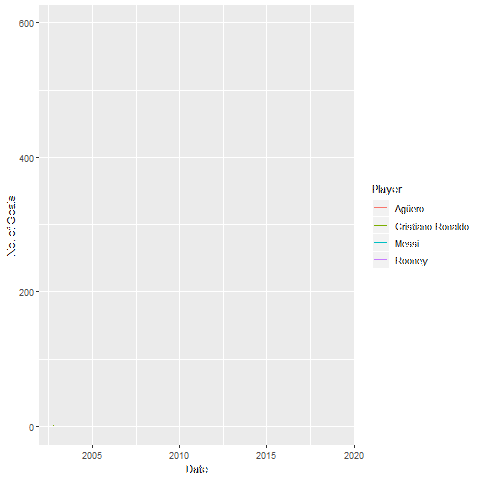 600
400
200
0
No. of Goals
2005
2010
2015
2020
Date
Player
Agüero
Cristiano Ronaldo
Messi
Rooney